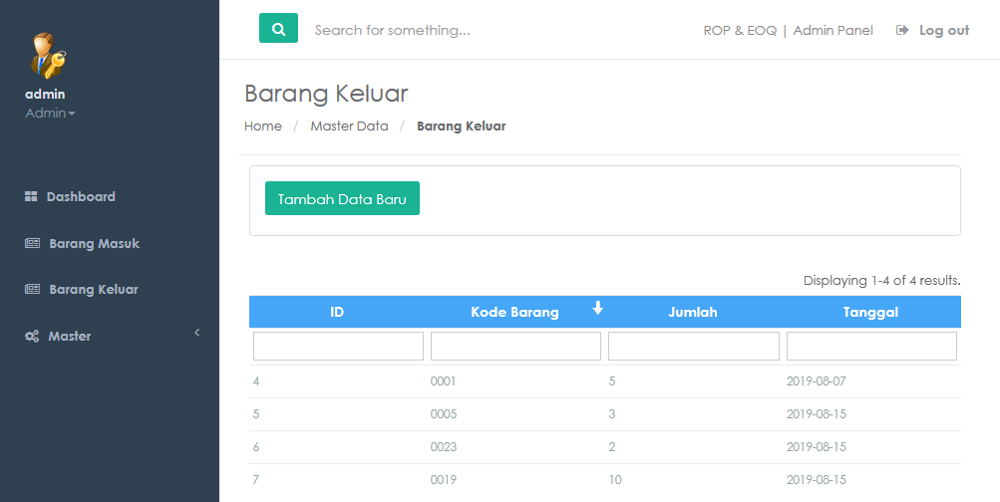 Search for something...
ROP & EOQ | Admin Panel
Log out
admin
Admin
Dashboard
Barang Masuk
Barang Keluar
Master
Barang Keluar
Home / Master Data / Barang Keluar
Tambah Data Baru
Displaying 1-4 of 4 results.
ID Kode Barang Jumlah Tanggal
4 0001 5 2019-08-07
5 0005 3 2019-08-15
6 0023 2 2019-08-15
7 0019 10 2019-08-15